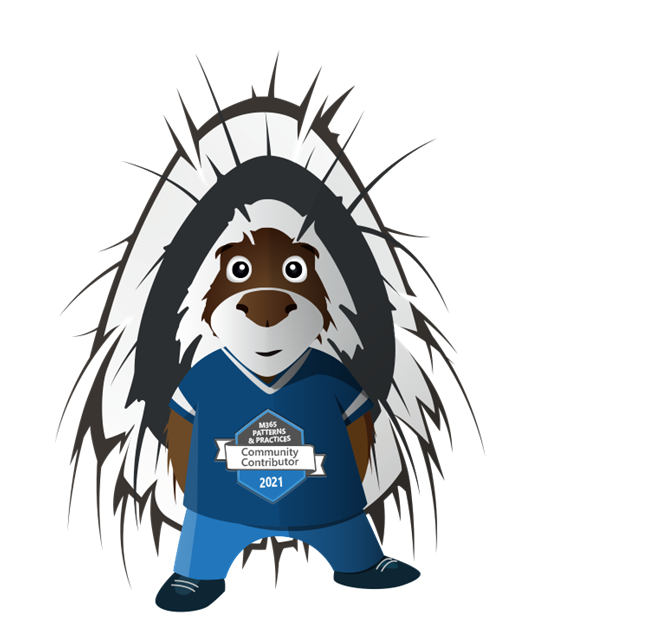 M365
PATTERNS
& PRACTICES
Community
Contributor
2021